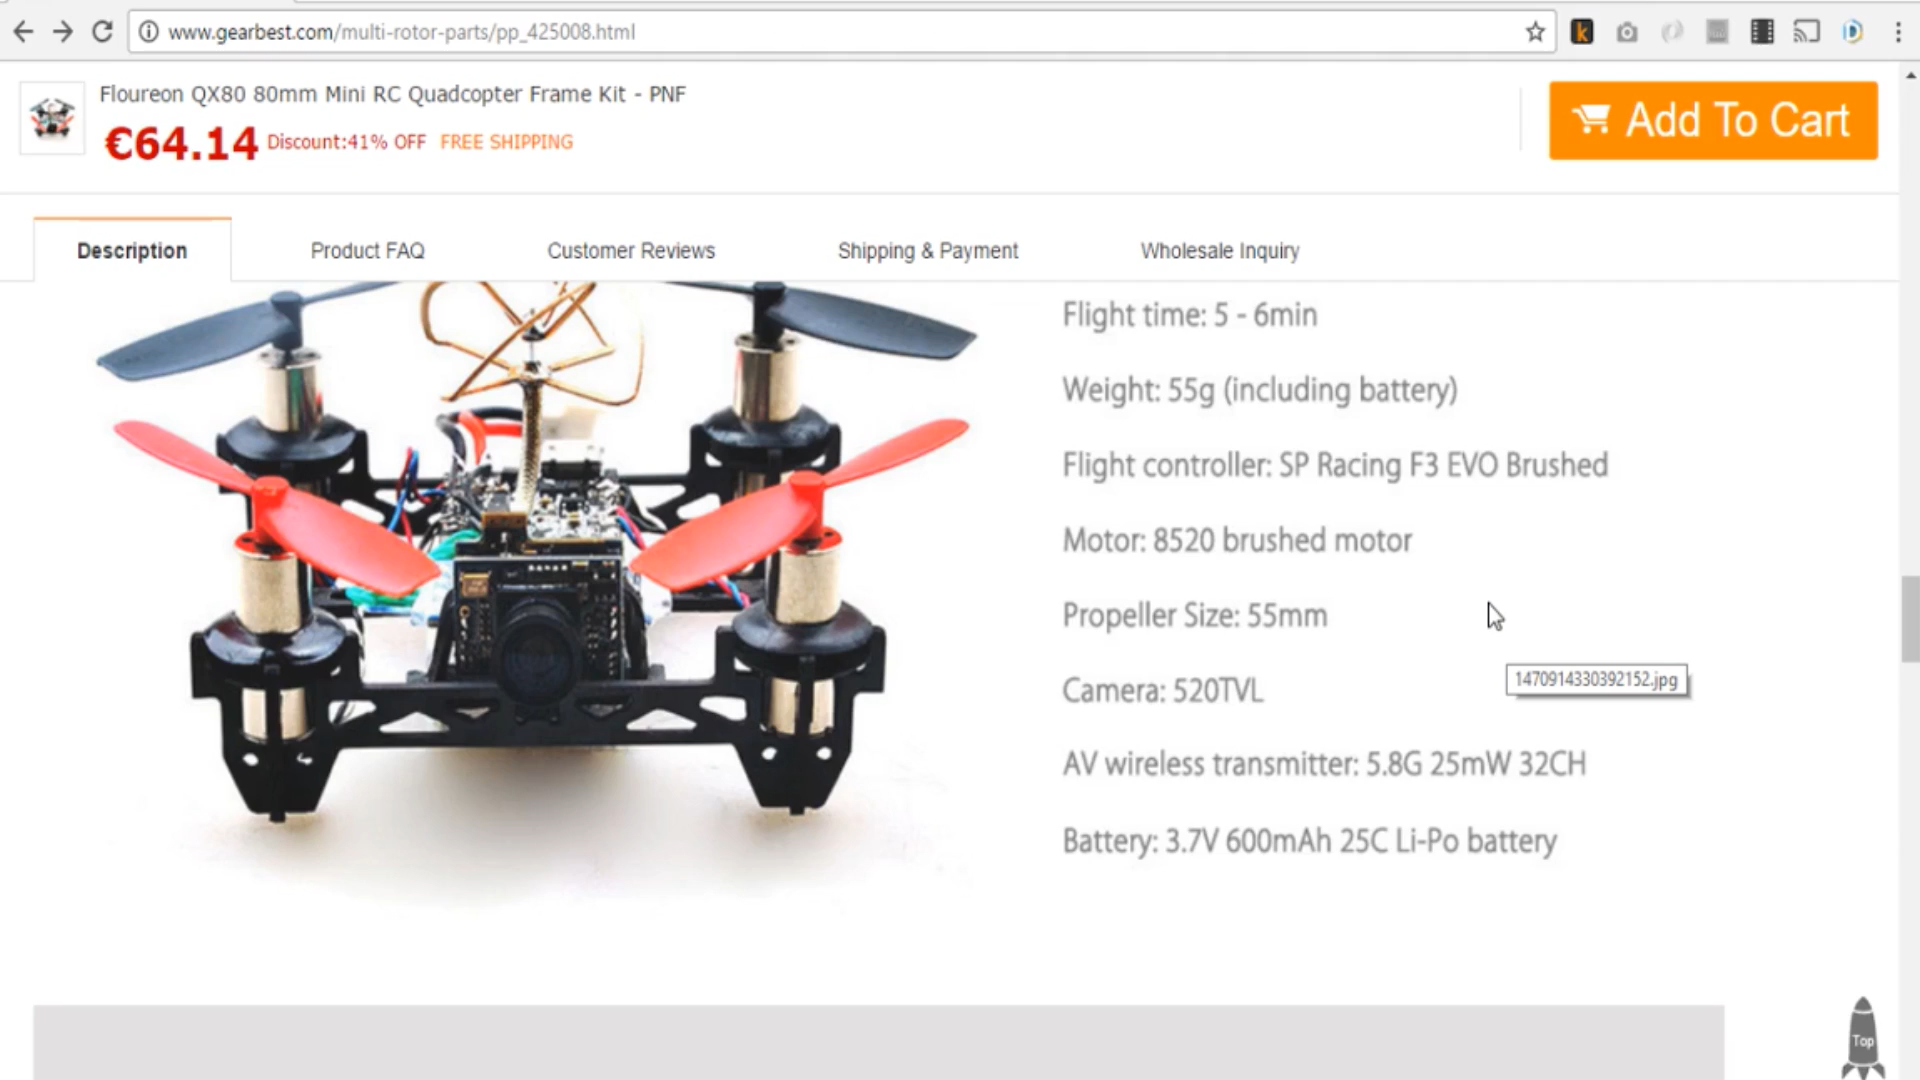 www.gearbest.com/multi-rotor-parts/pp_425008.html
Floureon QX80 80mm Mini RC Quadcopter Frame Kit - PNF
€64.14 Discount:41% OFF FREE SHIPPING
Add To Cart
Description Product FAQ Customer Reviews Shipping & Payment Wholesale Inquiry
Flight time: 5 - 6min
Weight: 55g (including battery)
Flight controller: SP Racing F3 EVO Brushed
Motor: 8520 brushed motor
Propeller Size: 55mm
Camera: 520TVL
1470914330392152.jpg
AV wireless transmitter: 5.8G 25mW 32CH
Battery: 3.7V 600mAh 25C Li-Po battery
Top